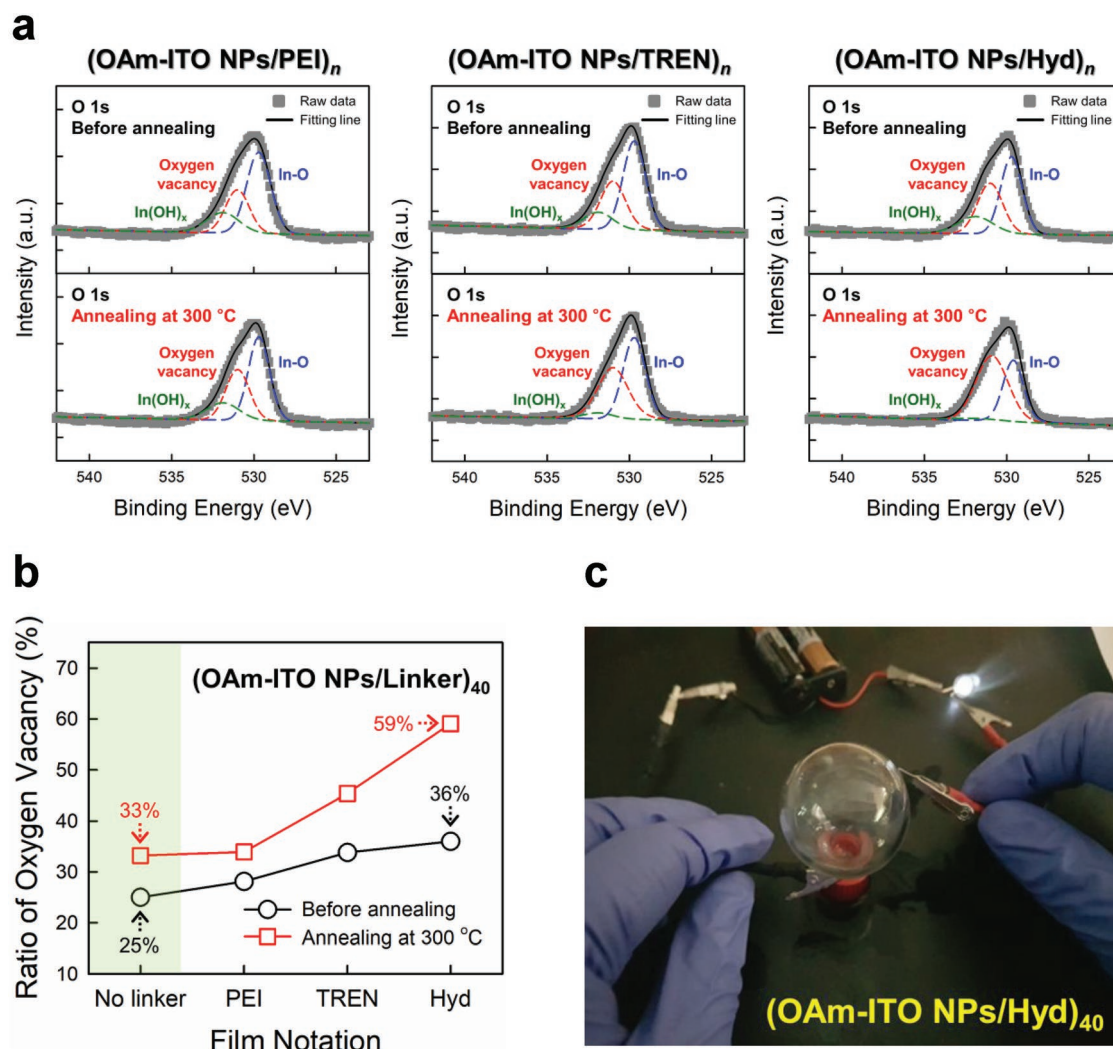 a
(OAm-ITO NPs/PEI)n
(OAm-ITO NPs/TREN)n
(OAm-ITO NPs/Hyd)n
O 1s
Before annealing
Raw data
Fitting line
Oxygen
vacancy
In-O
In(OH)x
O 1s
Before annealing
Raw data
Fitting line
Oxygen
vacancy
In-O
In(OH)x
O 1s
Before annealing
Raw data
Fitting line
Oxygen
vacancy
In-O
In(OH)x
O 1s
Annealing at 300 °C
Oxygen
vacancy
In-O
In(OH)x
O 1s
Annealing at 300 °C
Oxygen
vacancy
In-O
In(OH)x
O 1s
Annealing at 300 °C
Oxygen
vacancy
In-O
In(OH)x
Intensity (a.u.)
Intensity (a.u.)
Intensity (a.u.)
540 535 530 525
540 535 530 525
540 535 530 525
Binding Energy (eV)
Binding Energy (eV)
Binding Energy (eV)
b
Ratio of Oxygen Vacancy (%)
70
60
50
40
30
20
10
(OAm-ITO NPs/Linker)40
59%
36%
33%
25%
Before annealing
Annealing at 300 °C
No linker PEI TREN Hyd
Film Notation
c
(OAm-ITO NPs/Hyd)40